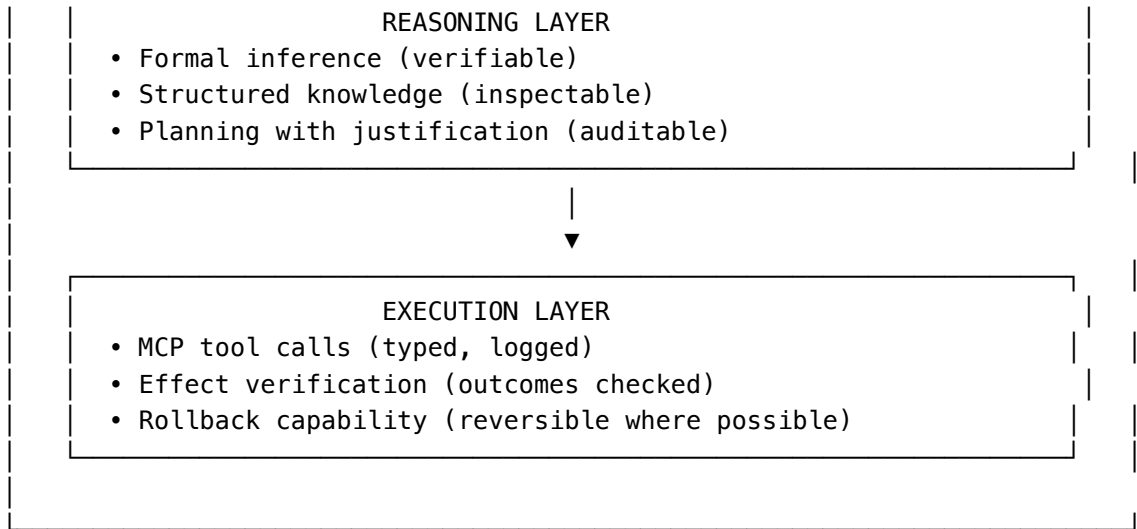 REASONING LAYER
• Formal inference (verifiable)
• Structured knowledge (inspectable)
• Planning with justification (auditable)
▼
EXECUTION LAYER
• MCP tool calls (typed, logged)
• Effect verification (outcomes checked)
• Rollback capability (reversible where possible)